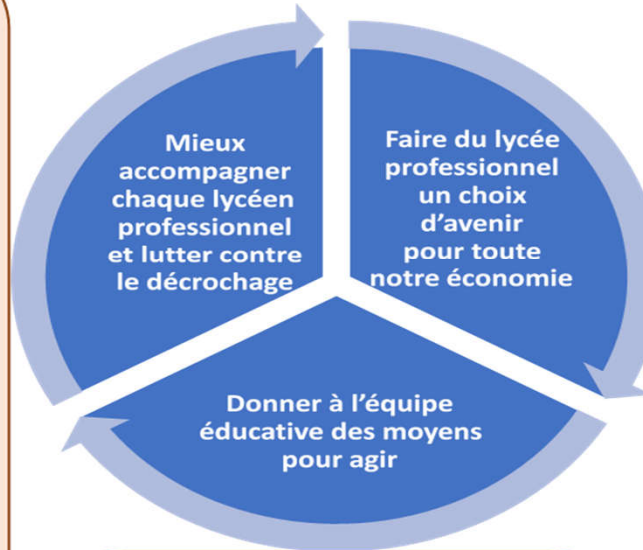 Mieux
accompagner
chaque lycéen
professionnel
et lutter contre
le décrochage
Faire du lycée
professionnel
un choix
d’avenir
pour toute
notre économie
Donner à l’équipe
éducative des moyens
pour agir